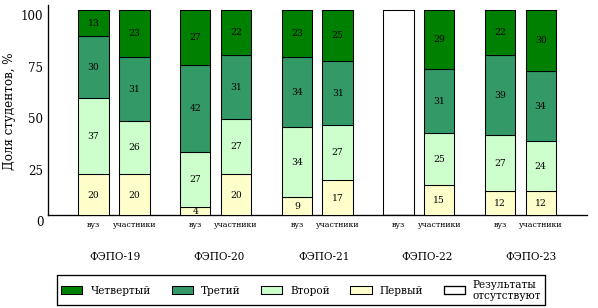 Доля студентов, %
100
75
50
25
0
13 23 27 22 23 25 29 22 30
30 31 42 31 34 31 31 39 34
37 26 27 27 34 27 25 27 24
20 20 4 20 9 17 15 12 12
вуз участники вуз участники вуз участники вуз участники вуз участники
ФЭПО-19 ФЭПО-20 ФЭПО-21 ФЭПО-22 ФЭПО-23
Четвертый Третий Второй Первый Результаты
отсутствуют